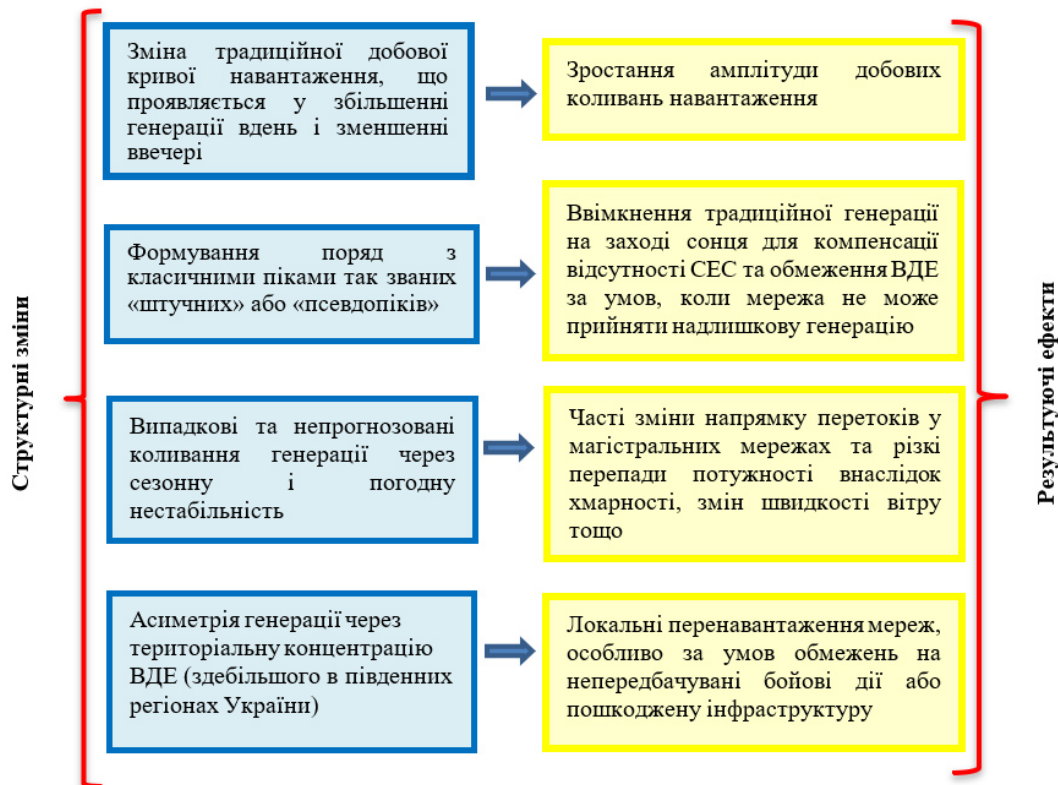 Структурні зміни
Зміна традиційної добової
кривої навантаження, що
проявляється у збільшенні
генерації вдень і зменшенні
ввечері
Зростання амплітуди добових
коливань навантаження
Формування поряд з
класичними піками так званих
«штучних» або «псевдопіків»
Ввімкнення традиційної генерації
на заході сонця для компенсації
відсутності СЕС та обмеження ВДЕ
за умов, коли мережа не може
прийняти надлишкову генерацію
Випадкові та непрогнозовані
коливання генерації через
сезонну і погодну
нестабільність
Часті зміни напрямку перетоків у
магістральних мережах та різкі
перепади потужності внаслідок
хмарності, змін швидкості вітру
тощо
Асиметрія генерації через
територіальну концентрацію
ВДЕ (здебільшого в південних
регіонах України)
Локальні перенавантаження мереж,
особливо за умов обмежень на
непередбачувані бойові дії або
пошкоджену інфраструктуру
Результуючі ефекти